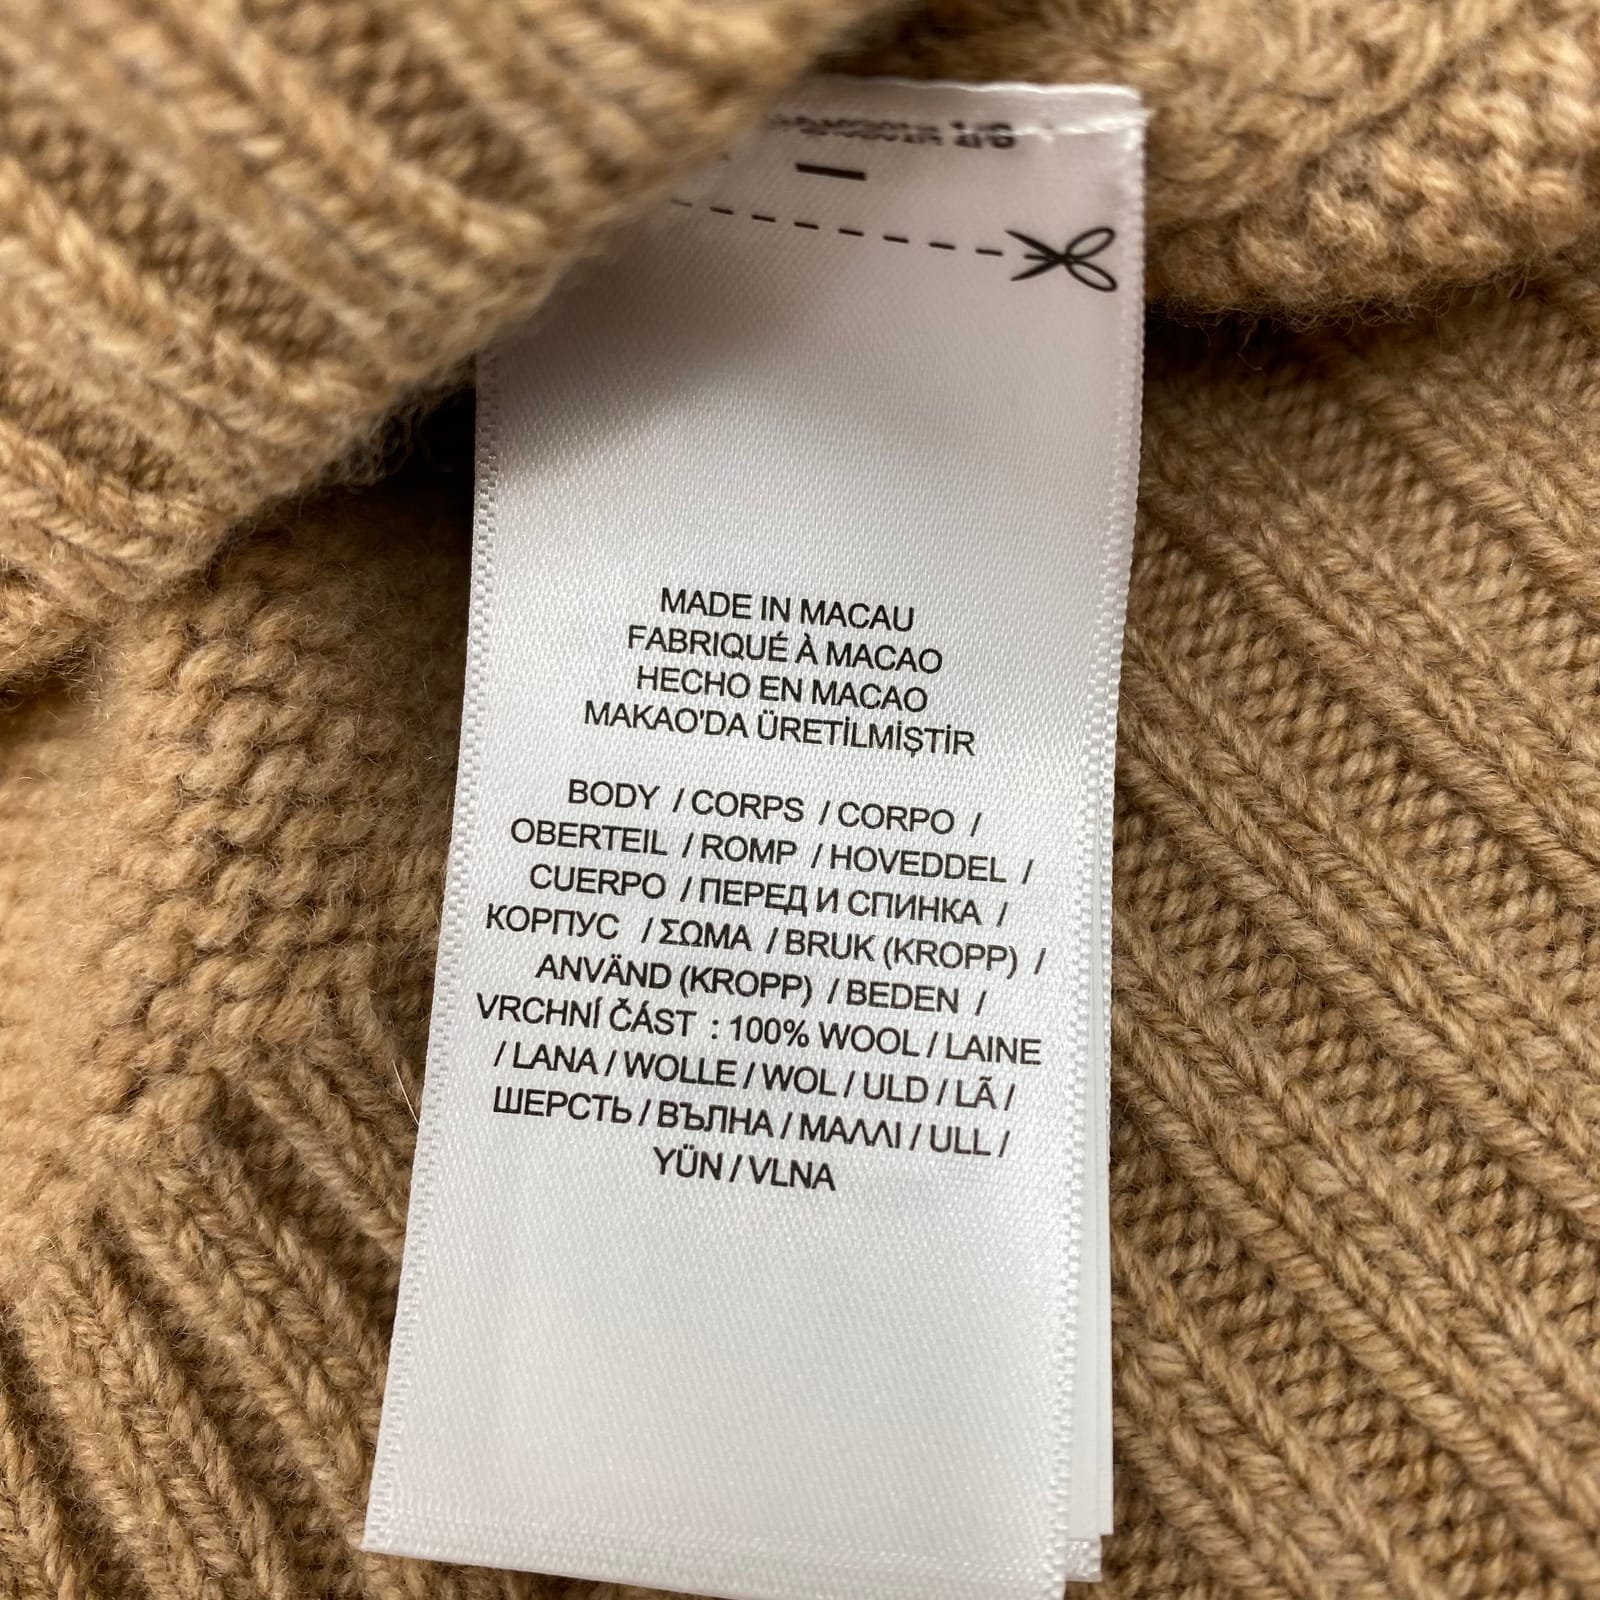 1/6
MADE IN MACAU
FABRIQUÉ À MACAO
HECHO EN MACAO
MAKAO'DA ÜRETİLMİŞTİR
BODY / CORPS / CORPO /
OBERTEIL / ROMP / HOVEDDEL /
CUERPO / ПЕРЕД И СПИНКА /
КОРПУС / ΣΩΜΑ / BRUK (KROPP) /
ANVÄND (KROPP) / BEDEN /
VRCHNÍ ČÁST : 100% WOOL / LAINE
/ LANA / WOLLE / WOL / ULD / LÃ /
ШЕРСТЬ / ВЪЛНА / ΜΑΛΛΙ / ULL /
YÜN / VLNA